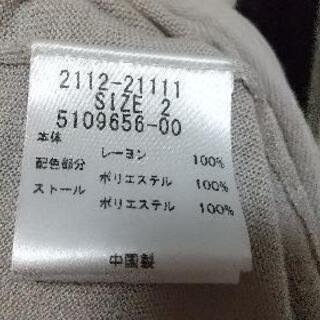 2112-21111
SIZE 2
5109656-00
本体 レーヨン 100%
配色部分 ポリエステル 100%
ストール ポリエステル 100%
中国製